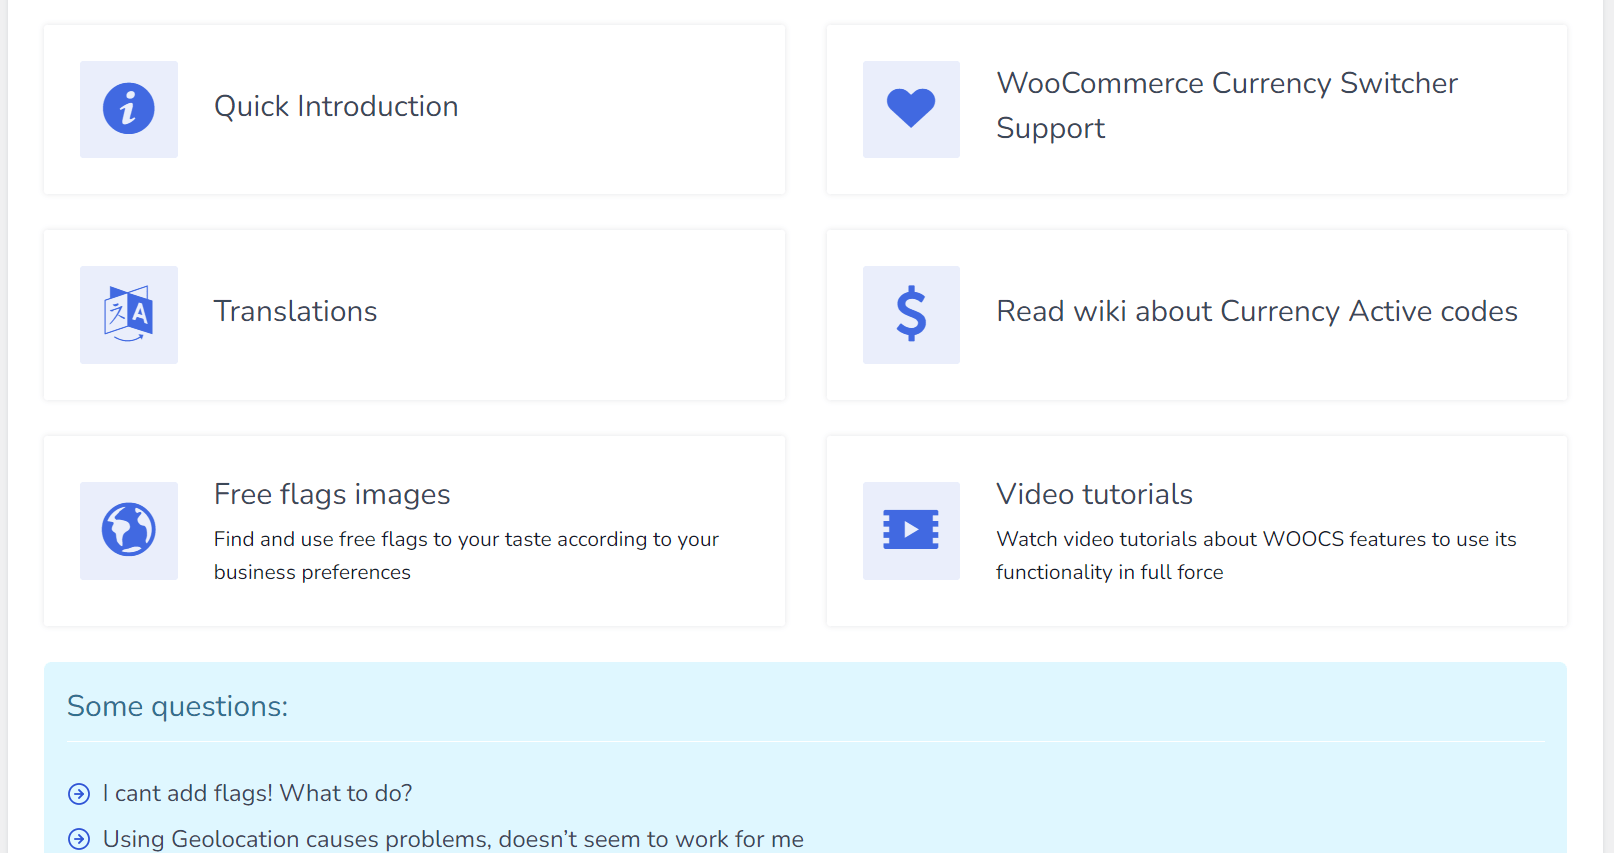 Quick Introduction
WooCommerce Currency Switcher
Support
Translations
Read wiki about Currency Active codes
Free flags images
Find and use free flags to your taste according to your
business preferences
Video tutorials
Watch video tutorials about WOOCS features to use its
functionality in full force
Some questions:
I cant add flags! What to do?
Using Geolocation causes problems, doesn’t seem to work for me